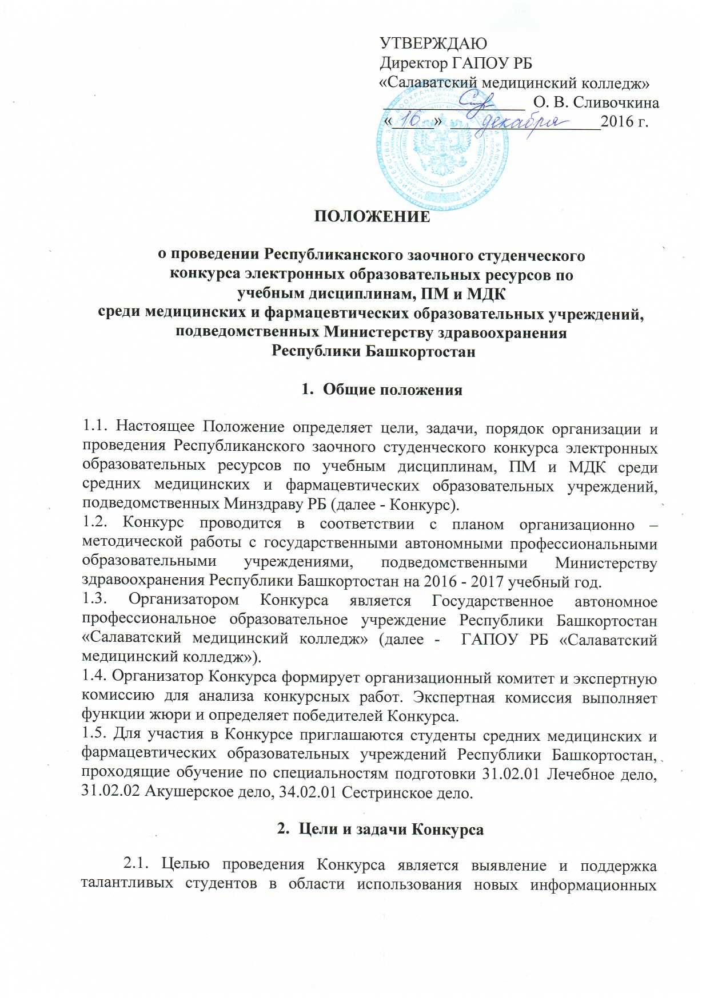 УТВЕРЖДАЮ
Директор ГАПОУ РБ
«Салаватский медицинский колледж»
О. В. Сливочкина
«16» декабря 2016 г.
ПОЛОЖЕНИЕ
о проведении Республиканского заочного студенческого
конкурса электронных образовательных ресурсов по
учебным дисциплинам, ПМ и МДК
среди медицинских и фармацевтических образовательных учреждений,
подведомственных Министерству здравоохранения
Республики Башкортостан
1. Общие положения
1.1. Настоящее Положение определяет цели, задачи, порядок организации и
проведения Республиканского заочного студенческого конкурса электронных
образовательных ресурсов по учебным дисциплинам, ПМ и МДК среди
средних медицинских и фармацевтических образовательных учреждений,
подведомственных Минздраву РБ (далее - Конкурс).
1.2. Конкурс проводится в соответствии с планом организационно –
методической работы с государственными автономными профессиональными
образовательными учреждениями, подведомственными Министерству
здравоохранения Республики Башкортостан на 2016 - 2017 учебный год.
1.3. Организатором Конкурса является Государственное автономное
профессиональное образовательное учреждение Республики Башкортостан
«Салаватский медицинский колледж» (далее - ГАПОУ РБ «Салаватский
медицинский колледж»).
1.4. Организатор Конкурса формирует организационный комитет и экспертную
комиссию для анализа конкурсных работ. Экспертная комиссия выполняет
функции жюри и определяет победителей Конкурса.
1.5. Для участия в Конкурсе приглашаются студенты средних медицинских и
фармацевтических образовательных учреждений Республики Башкортостан,
проходящие обучение по специальностям подготовки 31.02.01 Лечебное дело,
31.02.02 Акушерское дело, 34.02.01 Сестринское дело.
2. Цели и задачи Конкурса
2.1. Целью проведения Конкурса является выявление и поддержка
талантливых студентов в области использования новых информационных